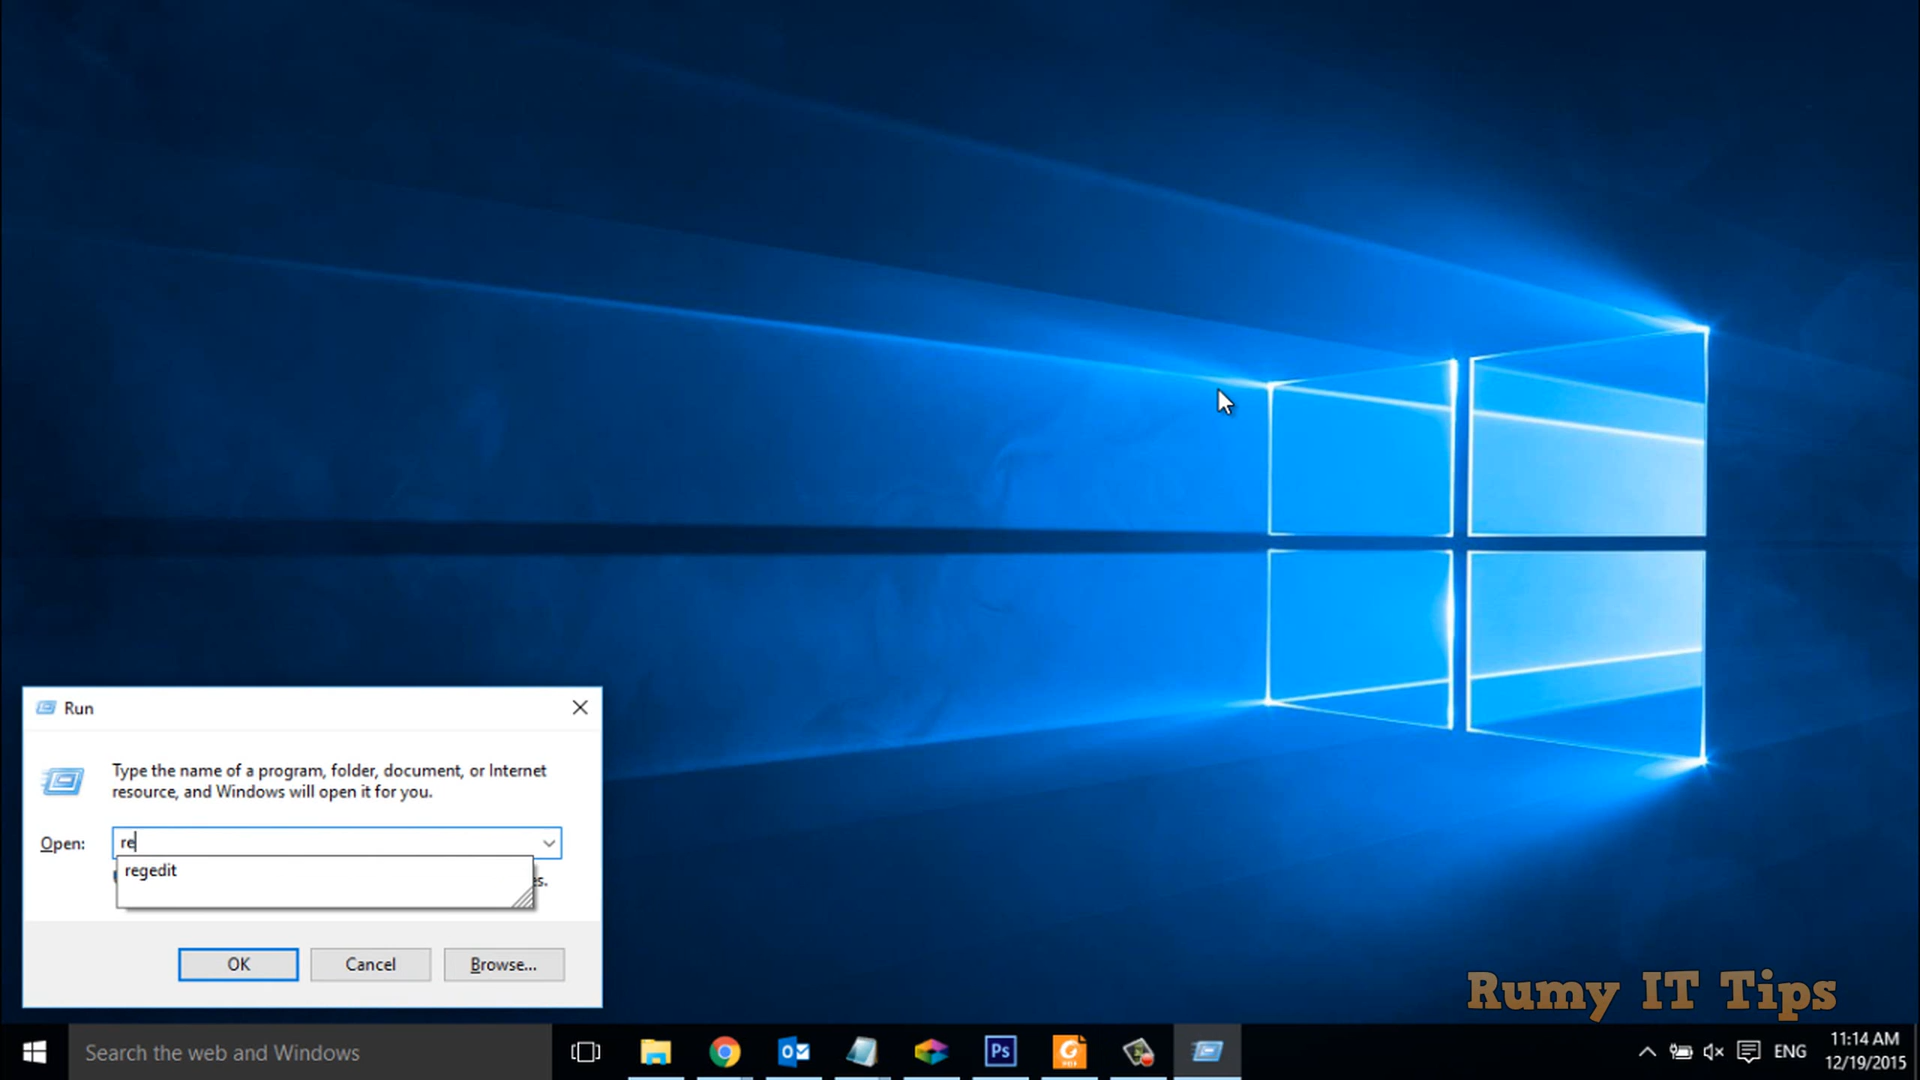 Run
Type the name of a program, folder, document, or Internet
resource, and Windows will open it for you.
Open:
re
regedit
es.
OK
Cancel
Browse...
Rumy IT Tips
Search the web and Windows
Ps
ENG
11:14 AM
12/19/2015